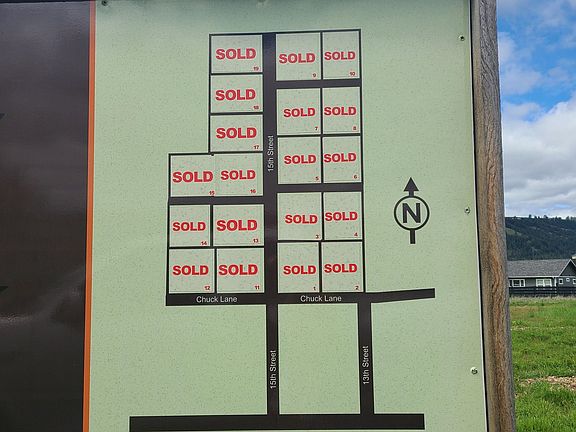 SOLD 19
SOLD 9
SOLD 10
SOLD 18
SOLD 7
SOLD 8
SOLD 17
15th Street
SOLD 5
SOLD 6
SOLD 15
SOLD 16
SOLD 14
SOLD 13
SOLD 3
SOLD 4
N
SOLD 12
SOLD 11
SOLD 1
SOLD 2
Chuck Lane
Chuck Lane
15th Street
13th Street